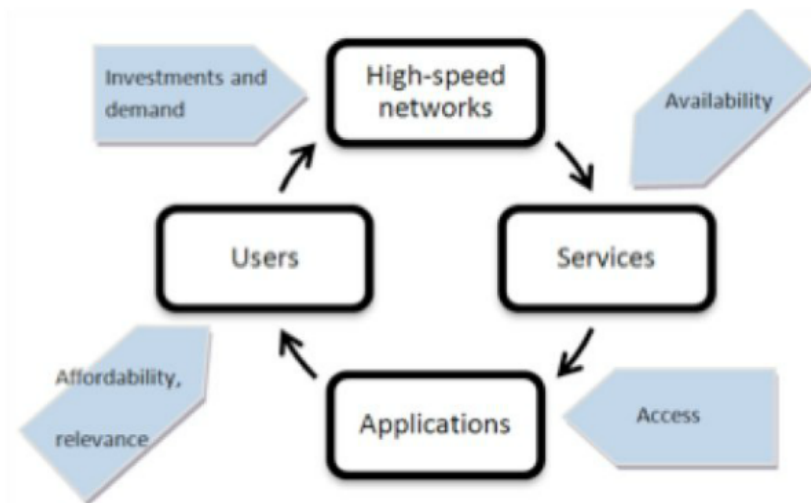 Investments and
demand
High-speed
networks
Availability
Users
Services
Affordability,
relevance
Applications
Access